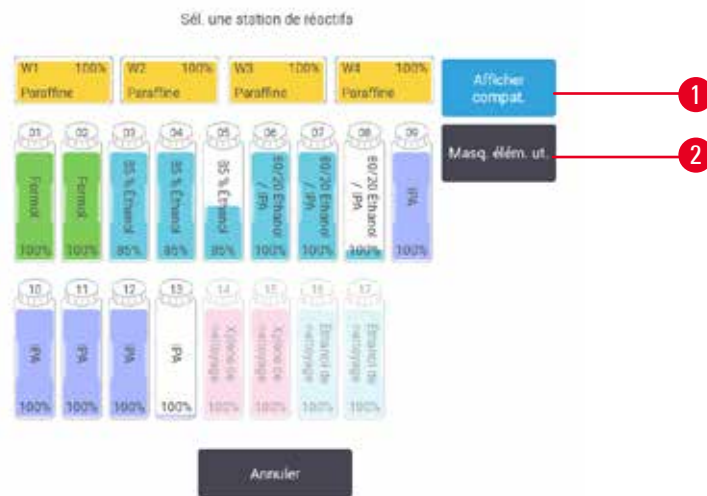 Sél. une station de réactifs
W1 100% W2 100% W3 100% W4 100%
Paraffine Paraffine Paraffine Paraffine
Afficher
compat.
1
Masq. élém. ut.
2
01 02 03 04 05 06 07 08 09
Formol
Formol
85 % Éthanol
85 % Éthanol
85 % Éthanol
80/20 Éthanol
/ IPA
80/20 Éthanol
/ IPA
80/20 Éthanol
/ IPA
IPA
100% 100% 85% 85% 85% 100% 100% 100% 100%
10 11 12 13 14 15 16 17
IPA
IPA
IPA
IPA
Xylène de
nettoyage
Xylène de
nettoyage
Éthanol de
nettoyage
Éthanol de
nettoyage
100% 100% 100% 100% 100% 100% 100% 100%
Annuler